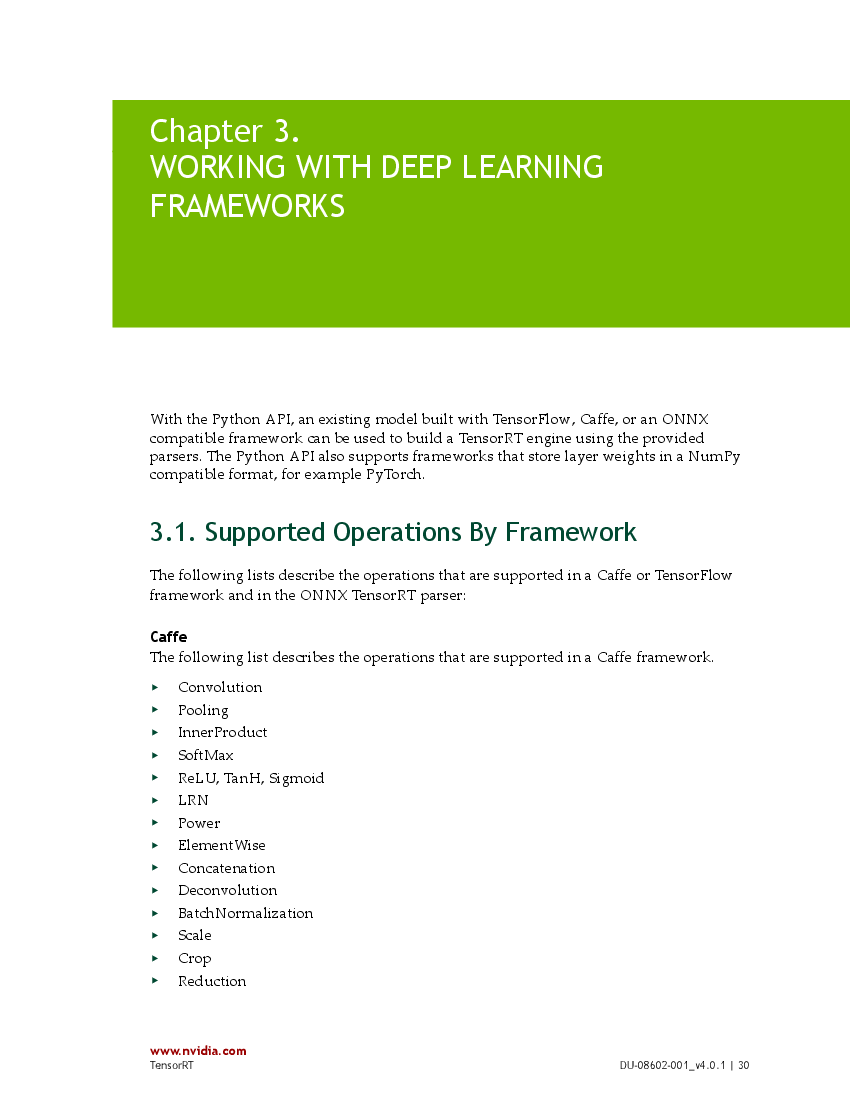 Chapter 3.
WORKING WITH DEEP LEARNING
FRAMEWORKS
With the Python API, an existing model built with TensorFlow, Caffe, or an ONNX
compatible framework can be used to build a TensorRT engine using the provided
parsers. The Python API also supports frameworks that store layer weights in a NumPy
compatible format, for example PyTorch.
3.1. Supported Operations By Framework
The following lists describe the operations that are supported in a Caffe or TensorFlow
framework and in the ONNX TensorRT parser:
Caffe
The following list describes the operations that are supported in a Caffe framework.
‣ Convolution
‣ Pooling
‣ InnerProduct
‣ SoftMax
‣ ReLU, TanH, Sigmoid
‣ LRN
‣ Power
‣ ElementWise
‣ Concatenation
‣ Deconvolution
‣ BatchNormalization
‣ Scale
‣ Crop
‣ Reduction
www.nvidia.com
TensorRT DU-08602-001_v4.0.1 | 30